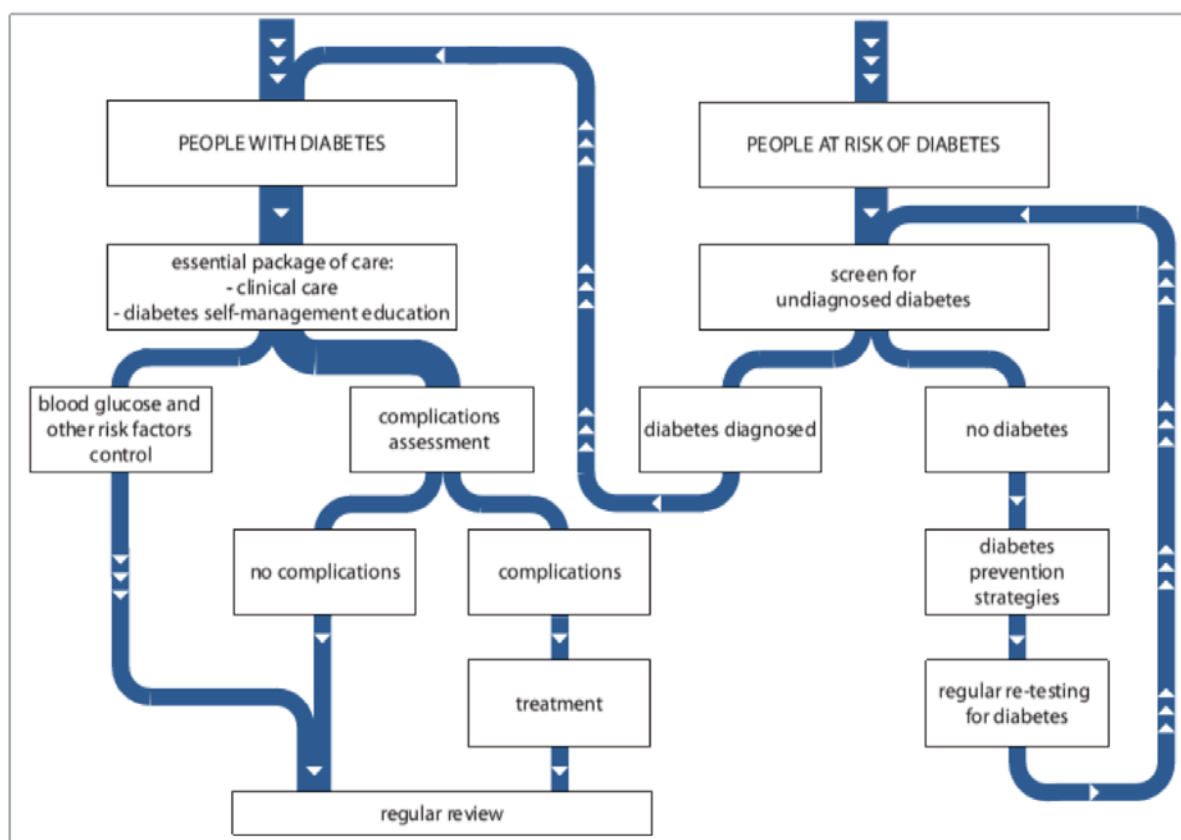 PEOPLE WITH DIABETES
PEOPLE AT RISK OF DIABETES
essential package of care:
- clinical care
- diabetes self-management education
screen for
undiagnosed diabetes
blood glucose and
other risk factors
control
complications
assessment
diabetes diagnosed
no diabetes
no complications
complications
diabetes
prevention
strategies
treatment
regular re-testing
for diabetes
regular review